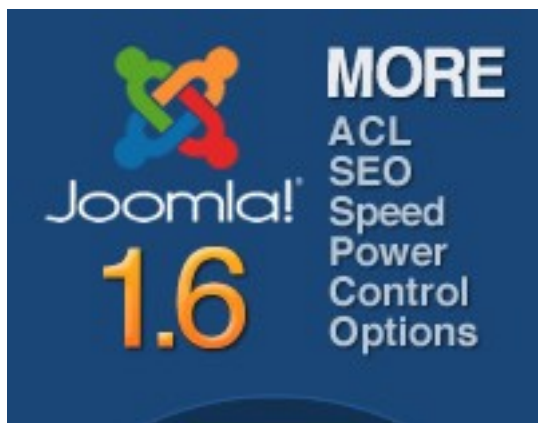 Joomla!
1.6
MORE
ACL
SEO
Speed
Power
Control
Options